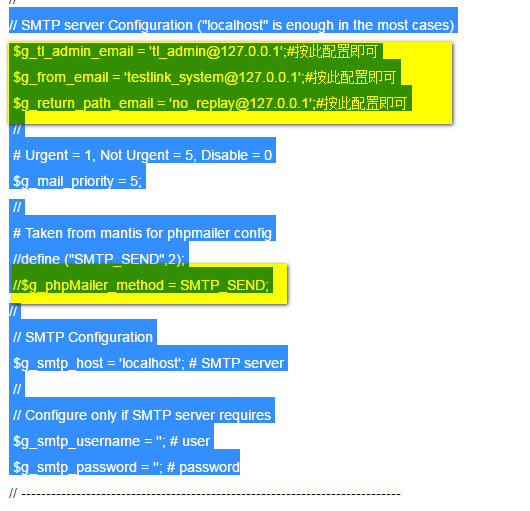 //
// SMTP server Configuration ("localhost" is enough in the most cases)
$g_tl_admin_email = 'tl_admin@127.0.0.1';#按此配置即可
$g_from_email = 'testlink_system@127.0.0.1';#按此配置即可
$g_return_path_email = 'no_replay@127.0.0.1';#按此配置即可
//
# Urgent = 1, Not Urgent = 5, Disable = 0
$g_mail_priority = 5;
//
# Taken from mantis for phpmailer config
//define ("SMTP_SEND",2);
//$g_phpMailer_method = SMTP_SEND;
//
// SMTP Configuration
$g_smtp_host = 'localhost'; # SMTP server
//
// Configure only if SMTP server requires
$g_smtp_username = ''; # user
$g_smtp_password = ''; # password
// ------------------------------------------------------------------------------